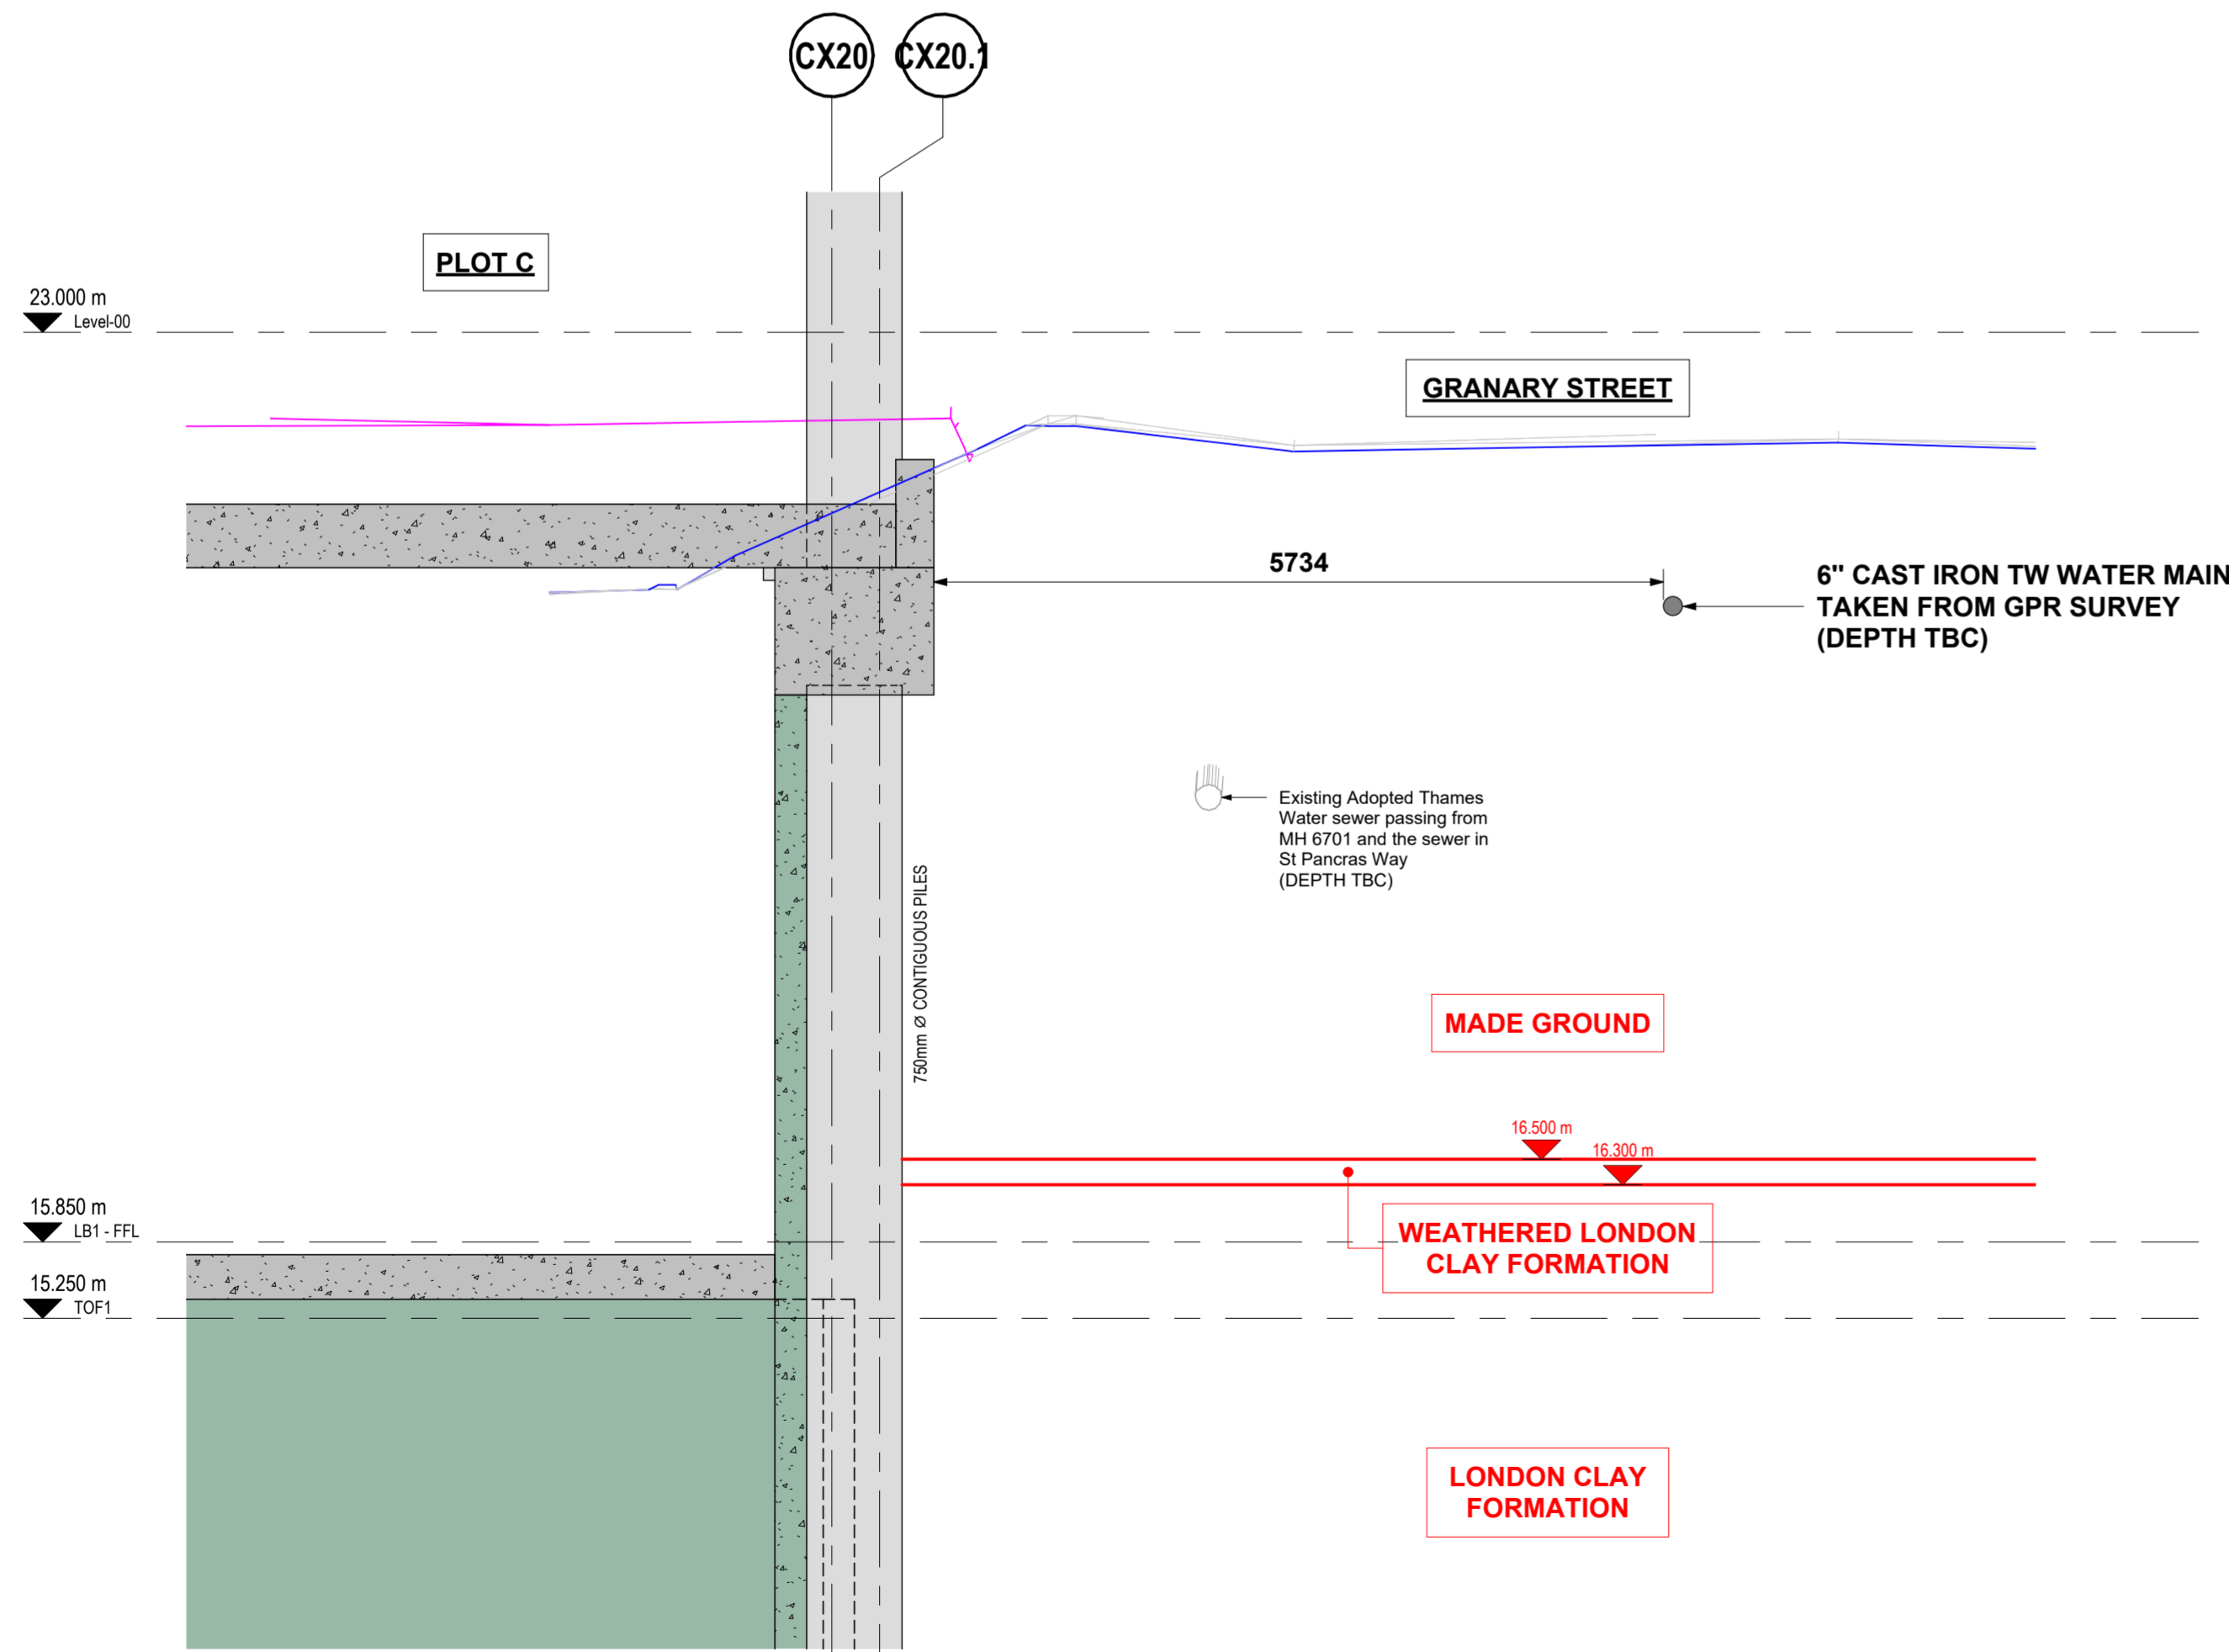 CX20
CX20.1
PLOT C
23.000 m
Level-00
GRANARY STREET
5734
6" CAST IRON TW WATER MAIN
TAKEN FROM GPR SURVEY
(DEPTH TBC)
Existing Adopted Thames
Water sewer passing from
MH 6701 and the sewer in
St Pancras Way
(DEPTH TBC)
750mm Ø CONTIGUOUS PILES
MADE GROUND
16.500 m
16.300 m
15.850 m
LB1 - FFL
WEATHERED LONDON
CLAY FORMATION
15.250 m
TOF1
LONDON CLAY
FORMATION